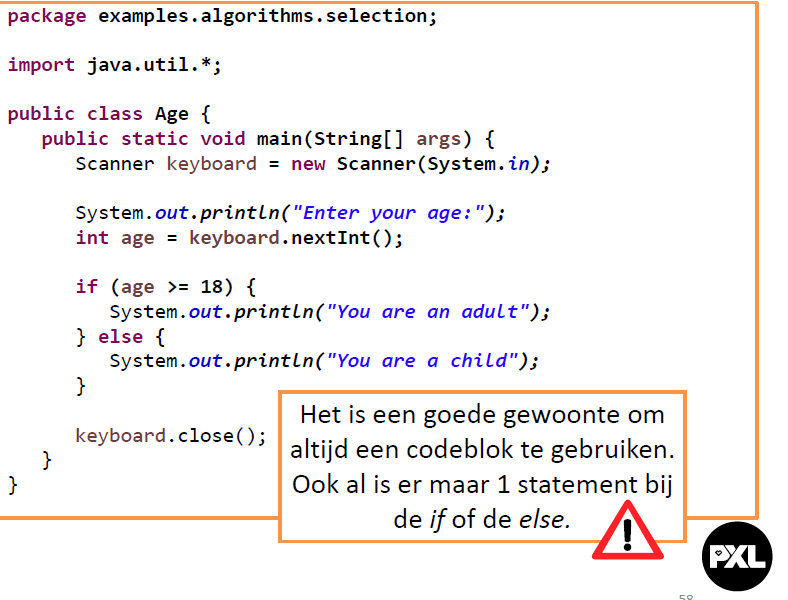 package examples.algorithms.selection;
import java.util.*;
public class Age {
public static void main(String[] args) {
Scanner keyboard = new Scanner(System.in);
System.out.println("Enter your age:");
int age = keyboard.nextInt();
if (age >= 18) {
System.out.println("You are an adult");
} else {
System.out.println("You are a child");
}
keyboard.close();
}
}
Het is een goede gewoonte om
altijd een codeblok te gebruiken.
Ook al is er maar 1 statement bij
de if of de else.
!
PXL
58